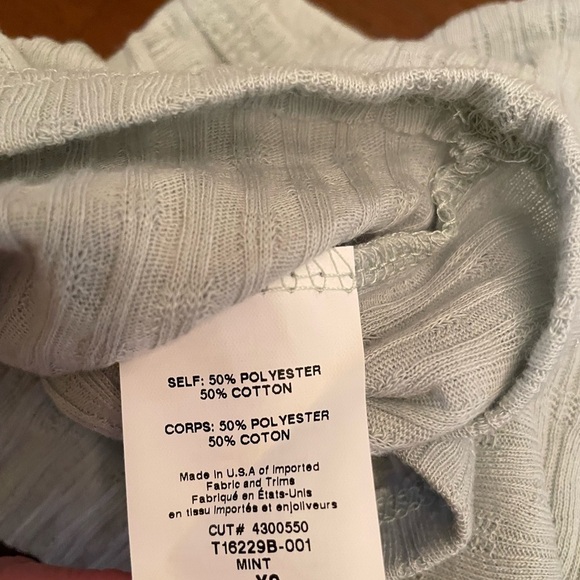 SELF: 50% POLYESTER
50% COTTON
CORPS: 50% POLYESTER
50% COTON
Made in U.S.A of Imported
Fabric and Trims
Fabriqué en États-Unis
en tissu importés et enjoliveurs
CUT# 4300550
T16229B-001
MINT